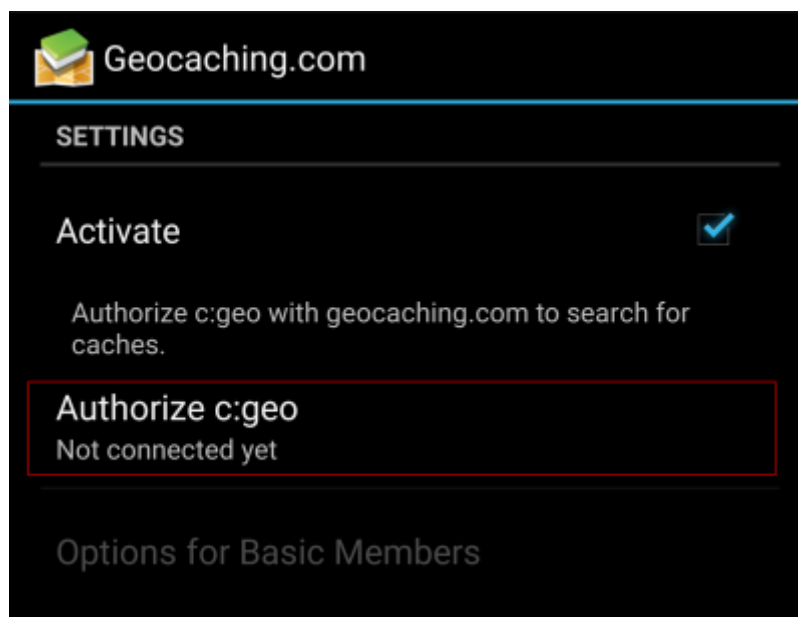 Geocaching.com
SETTINGS
Activate
Authorize c:geo with geocaching.com to search for
caches.
Authorize c:geo
Not connected yet
Options for Basic Members